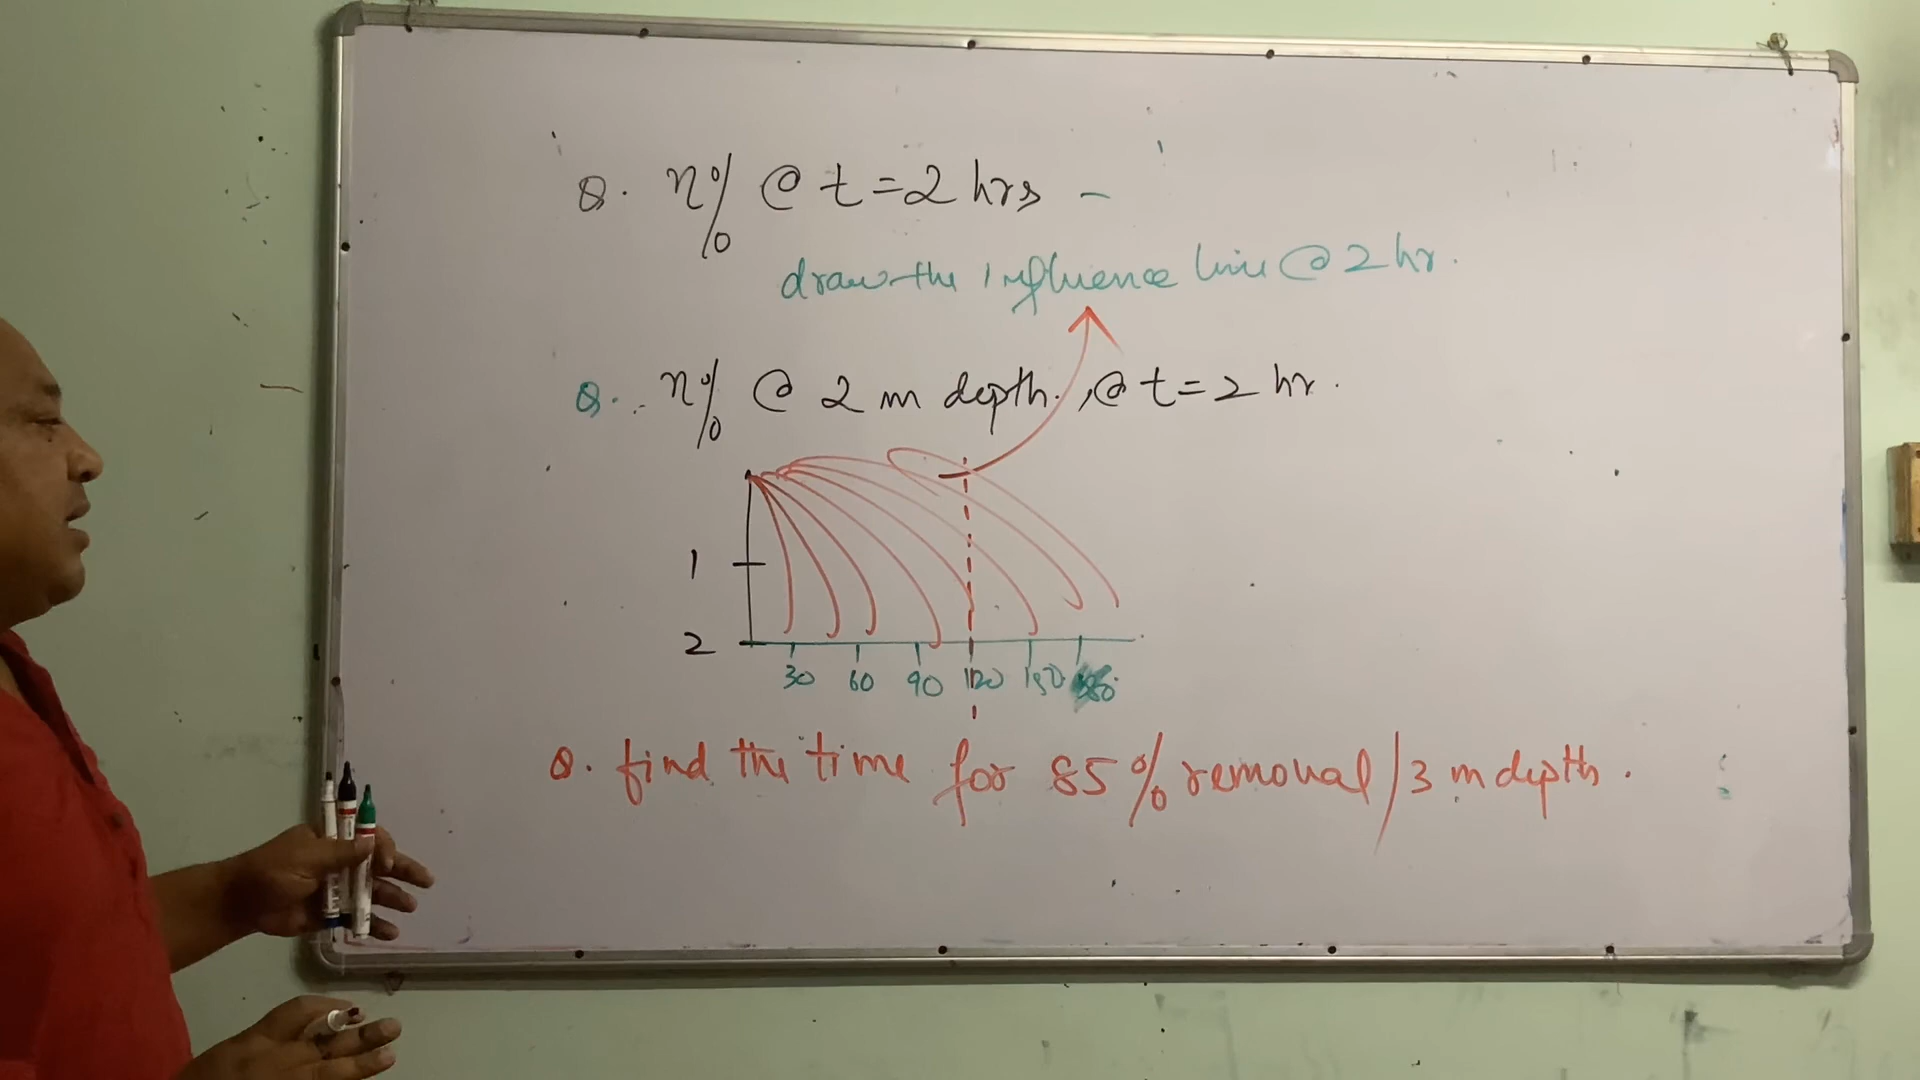 Q. η% @ t=2 hrs -
draw the influence line @ 2 hr.
Q. η% @ 2 m depth, @ t=2 hr.
1
2
30 60 90 120 150
Q. find the time for 85% removal/3 m depth.